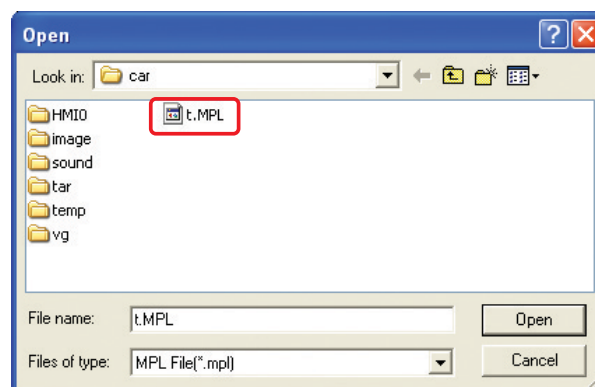 Open
Look in: car
HMI0 t.MPL
image
sound
tar
temp
vg
File name: t.MPL Open
Files of type: MPL File(*.mpl) Cancel